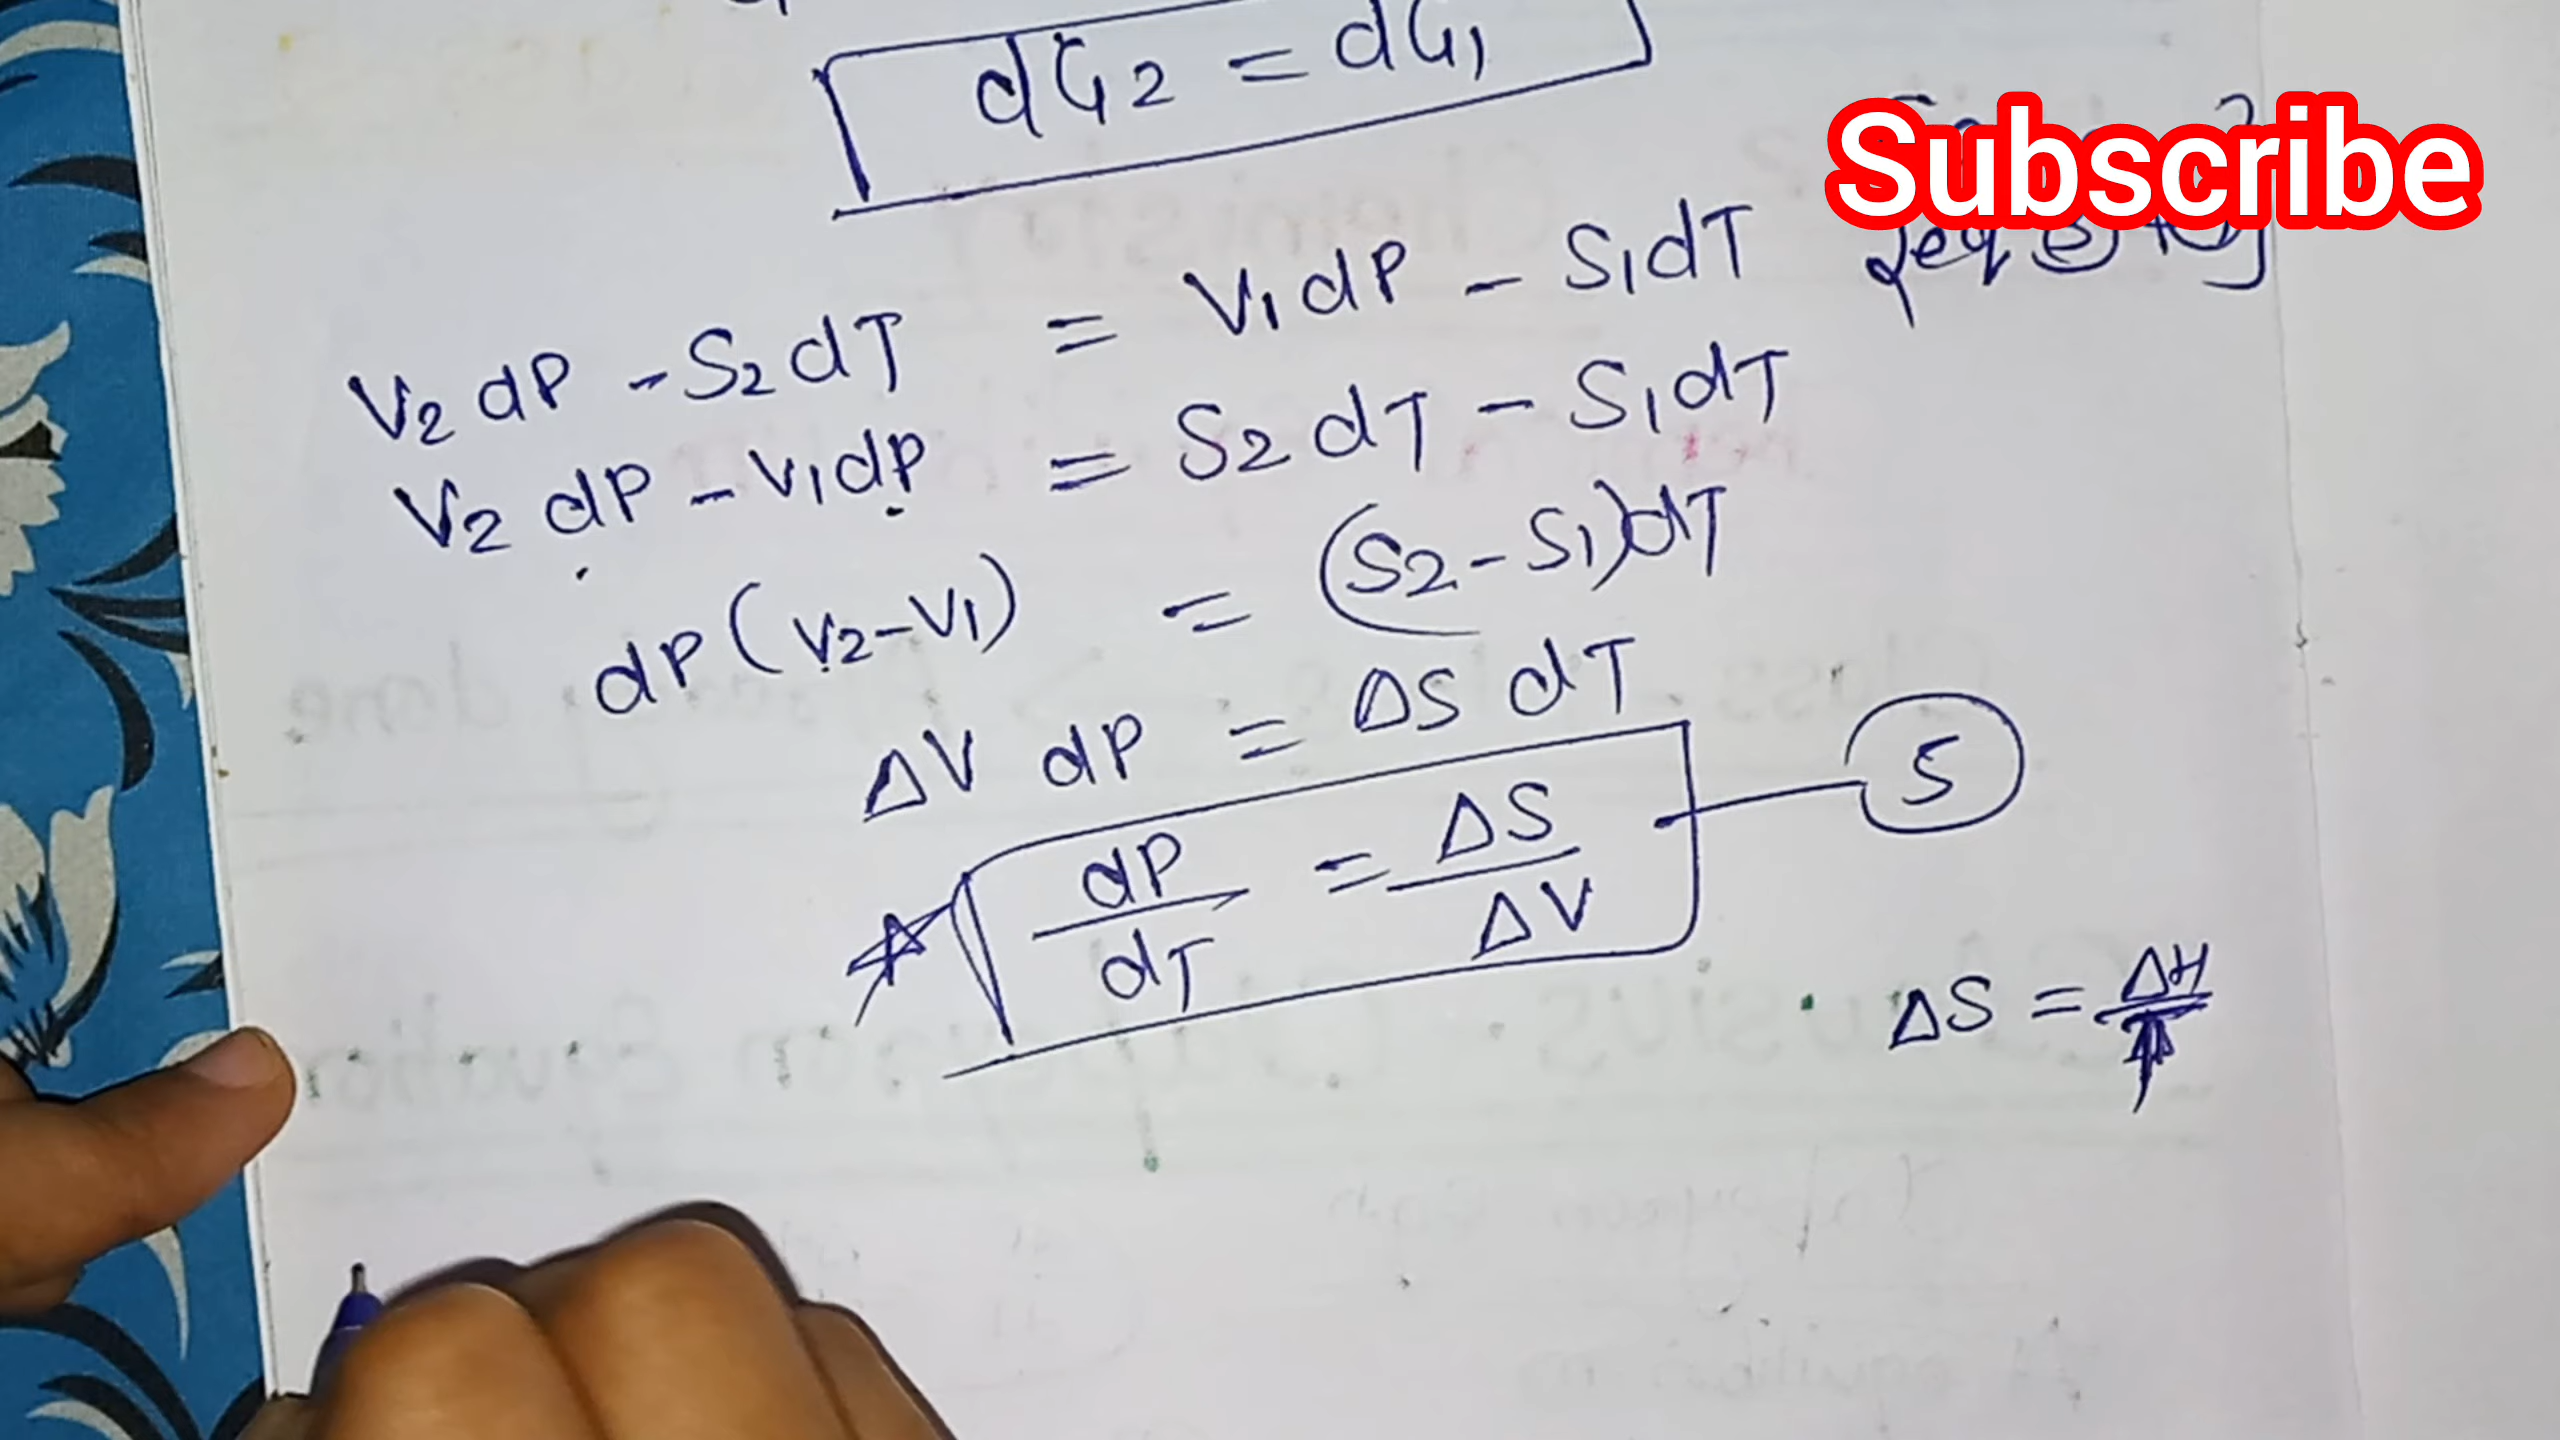 dG2 = dG1
Subscribe
V2 dP - S2 dT = V1 dP - S1 dT
V2 dP - V1 dP = S2 dT - S1 dT
dP (V2 - V1) = (S2 - S1) dT
ΔV dP = ΔS dT
dP/dT = ΔS/ΔV 5
ΔS = ΔH/T